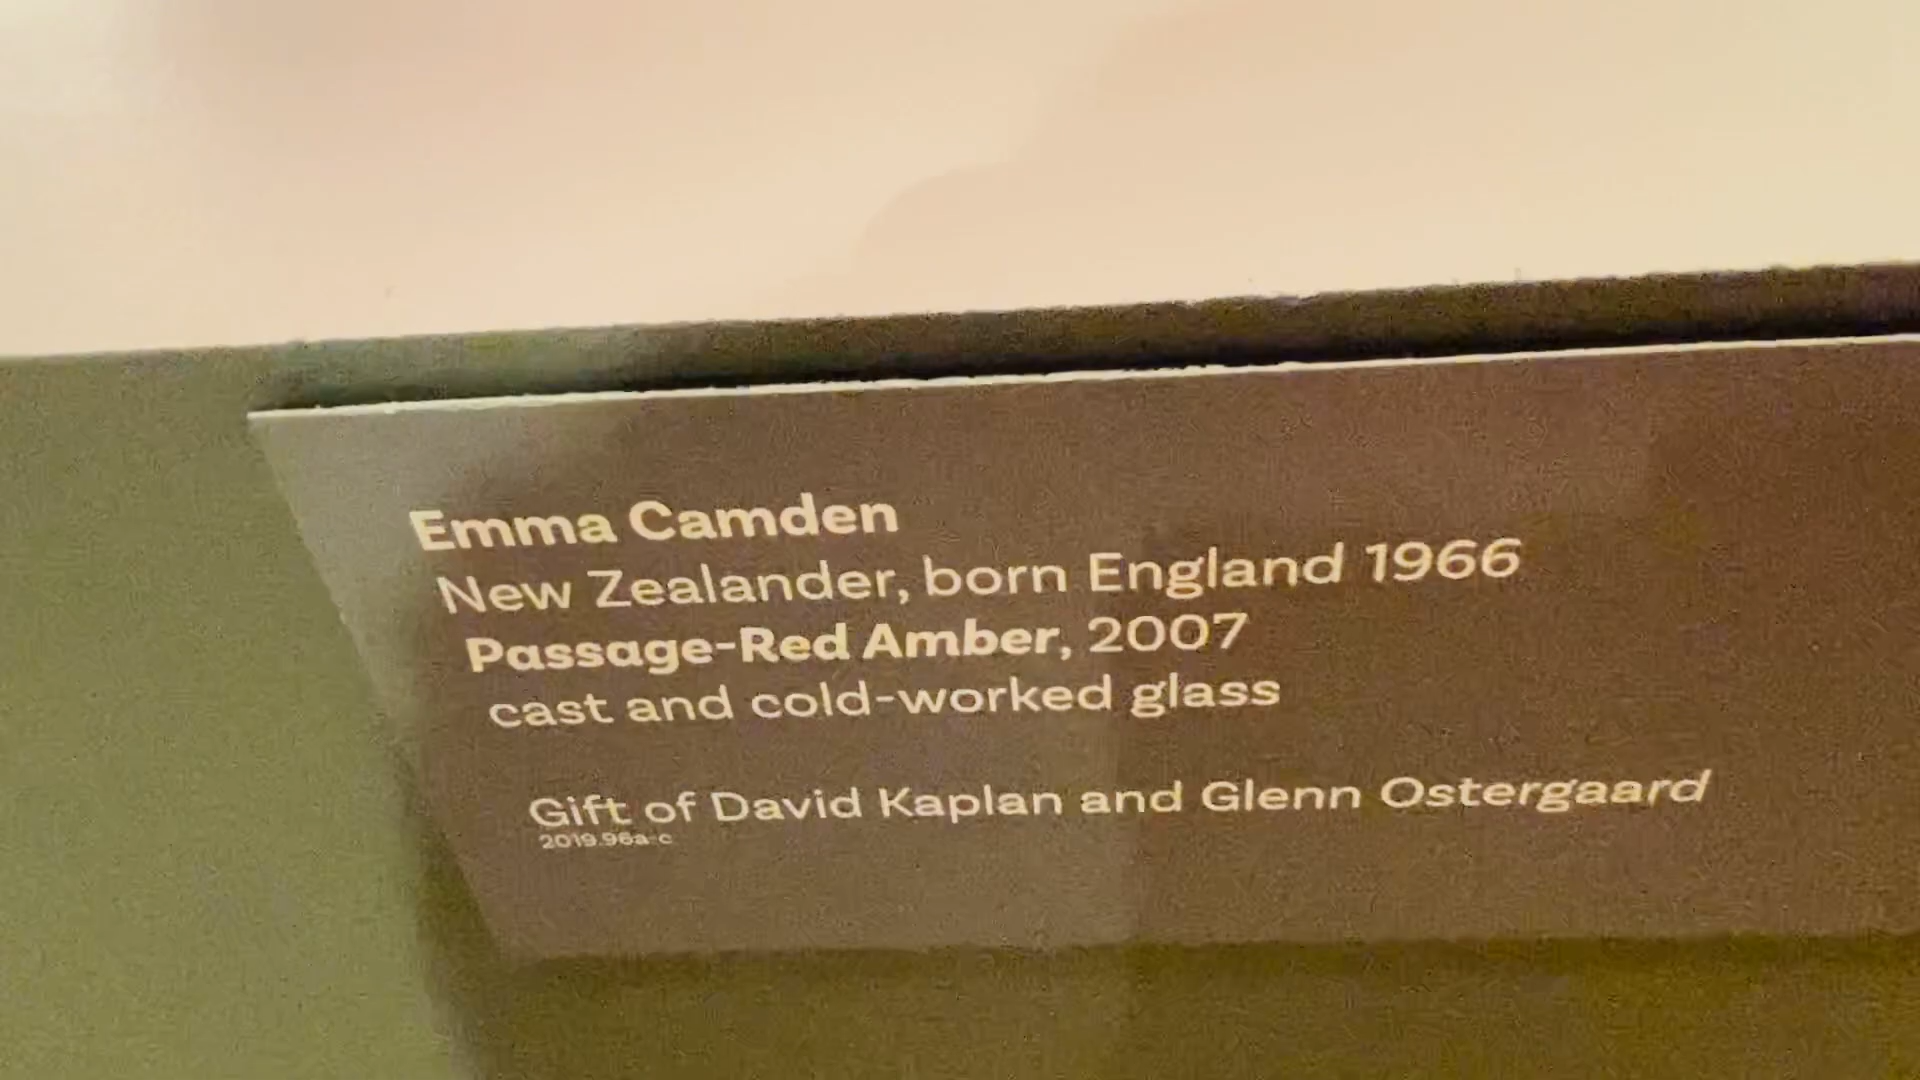 Emma Camden
New Zealander, born England 1966
Passage-Red Amber, 2007
cast and cold-worked glass
Gift of David Kaplan and Glenn Ostergaard
2019.96a-c